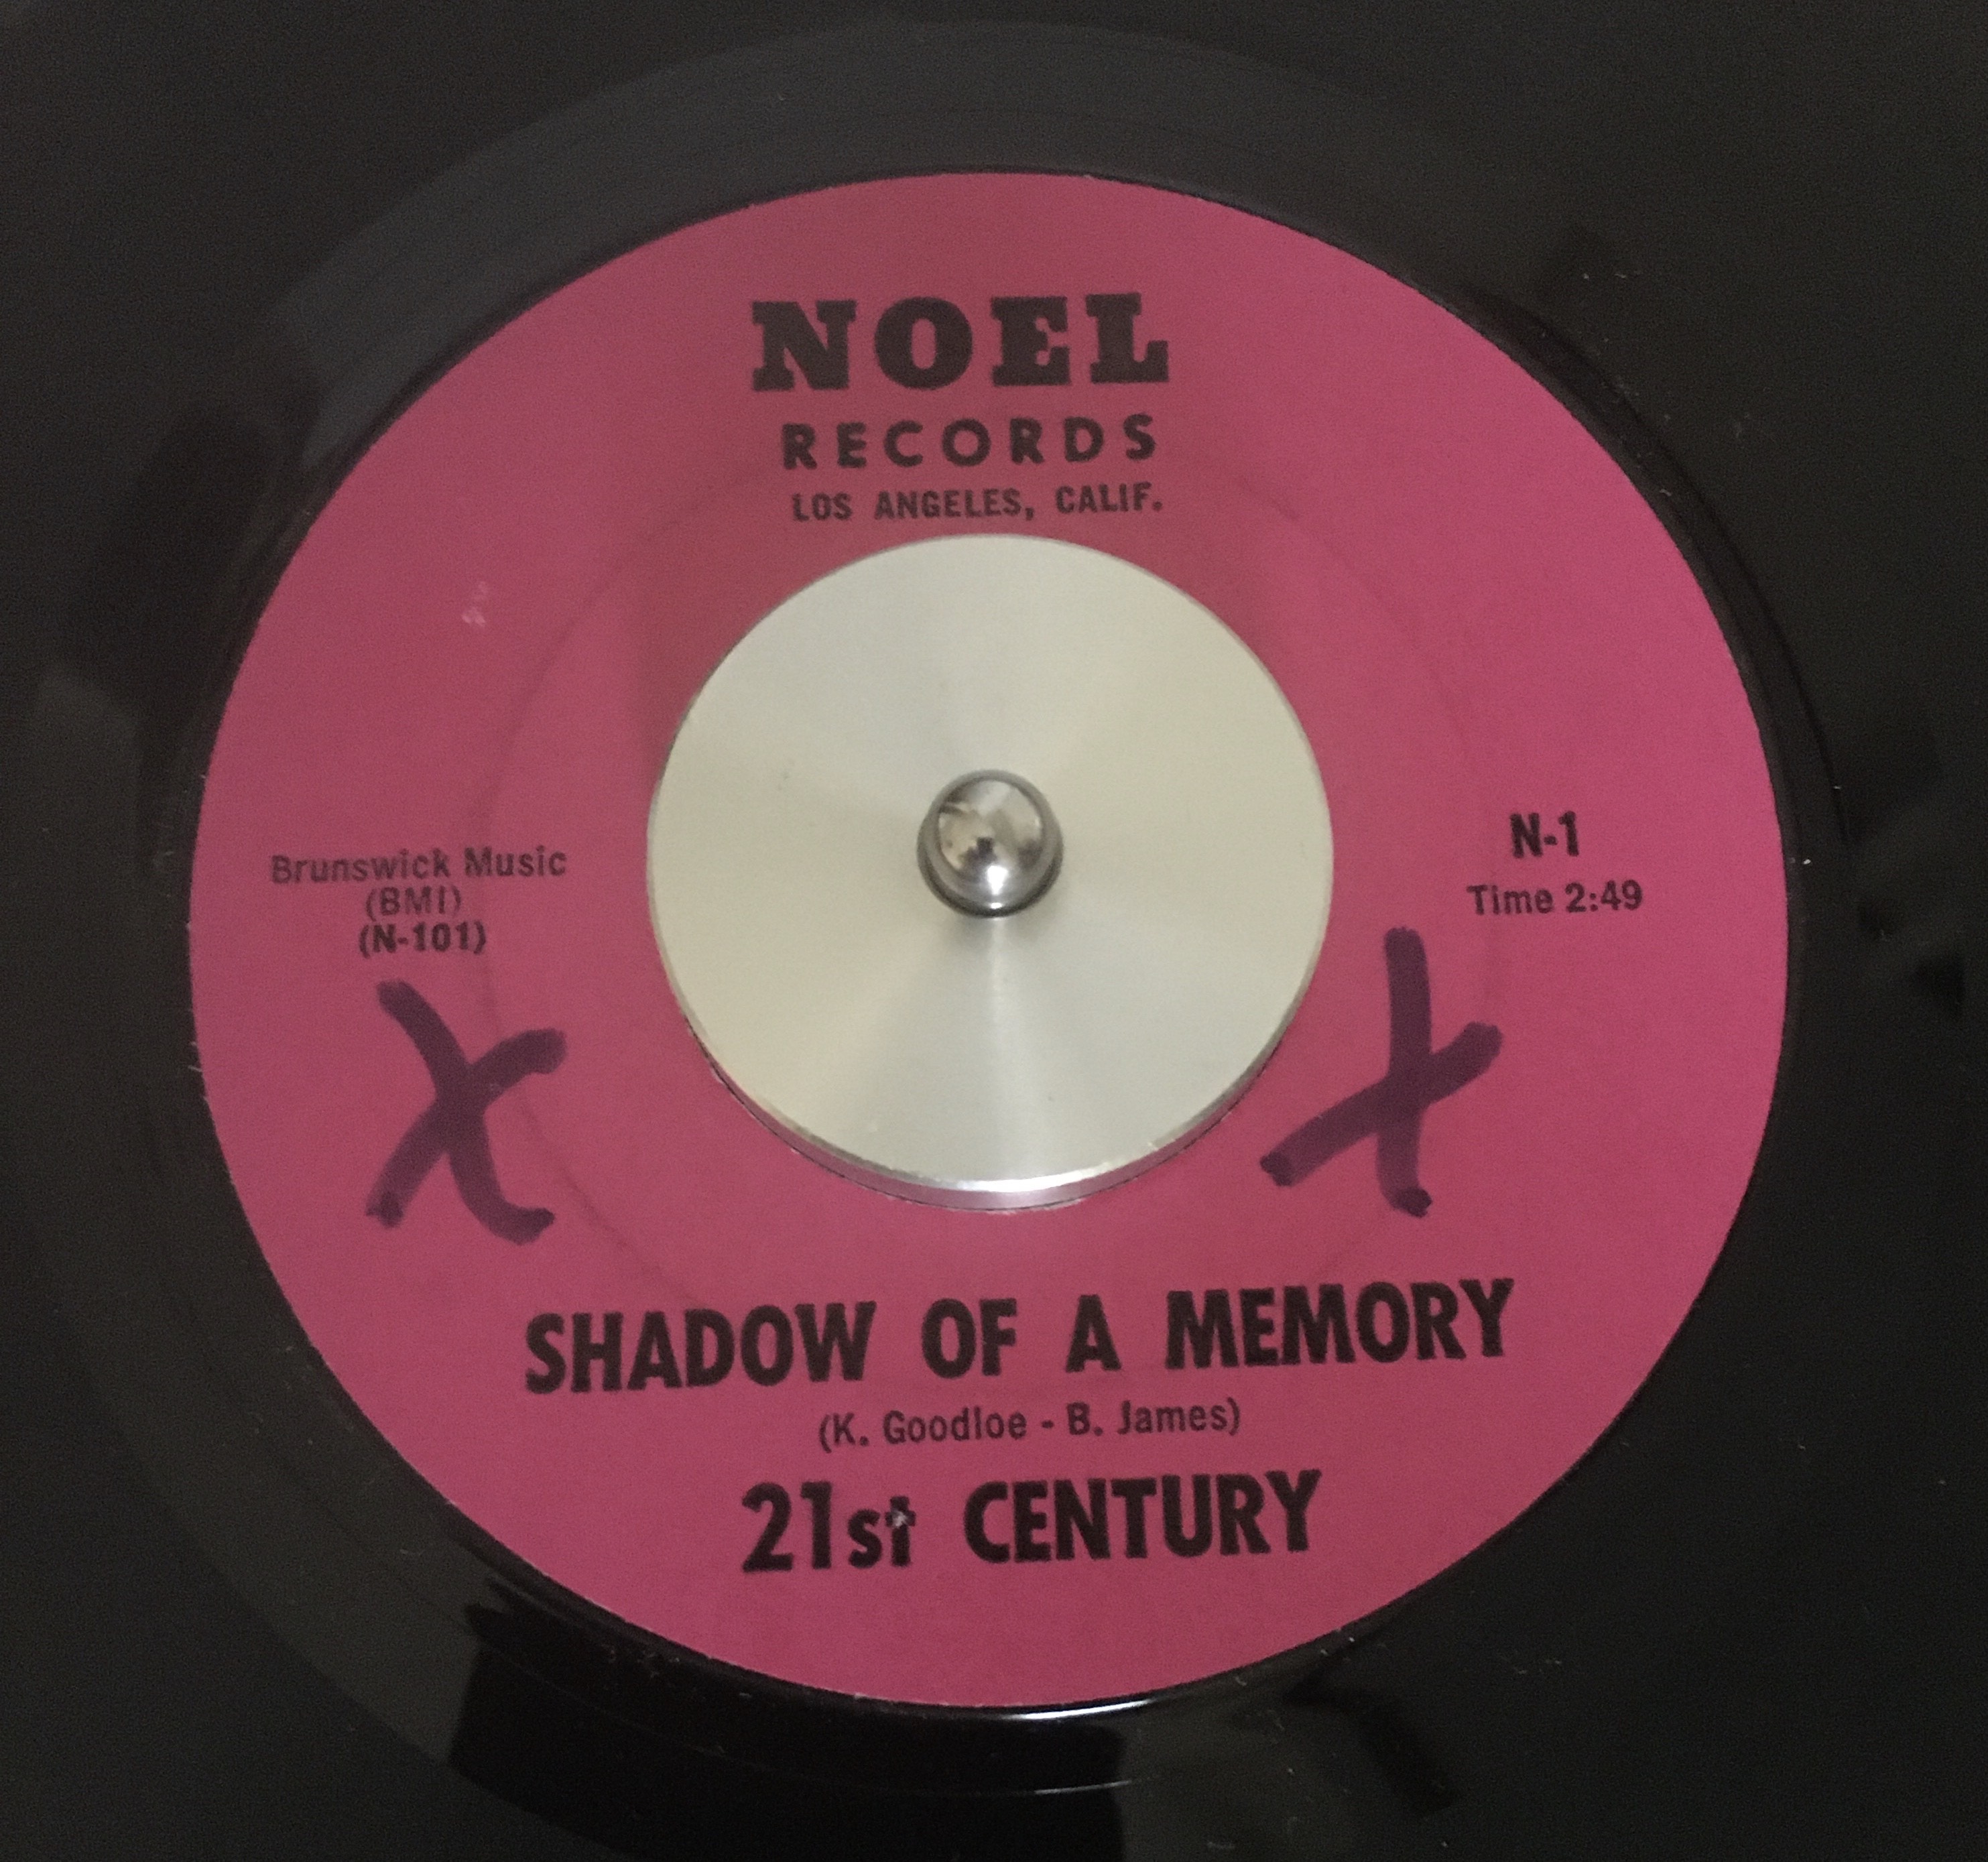 NOEL
RECORDS
LOS ANGELES, CALIF.
Brunswick Music
(BMI)
(N-101)
N-1
Time 2:49
X
X
SHADOW OF A MEMORY
(K. Goodloe - B. James)
21st CENTURY